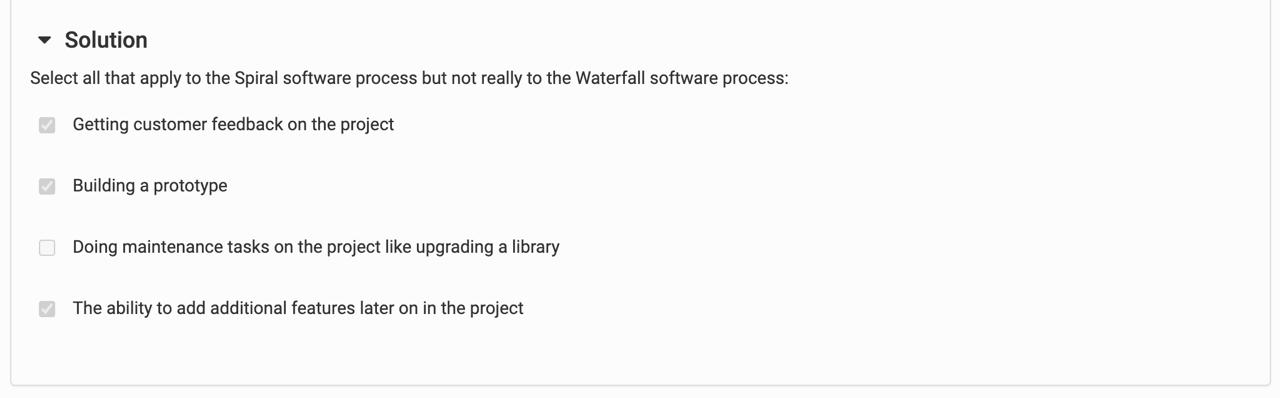 Solution
Select all that apply to the Spiral software process but not really to the Waterfall software process:
Getting customer feedback on the project
Building a prototype
Doing maintenance tasks on the project like upgrading a library
The ability to add additional features later on in the project